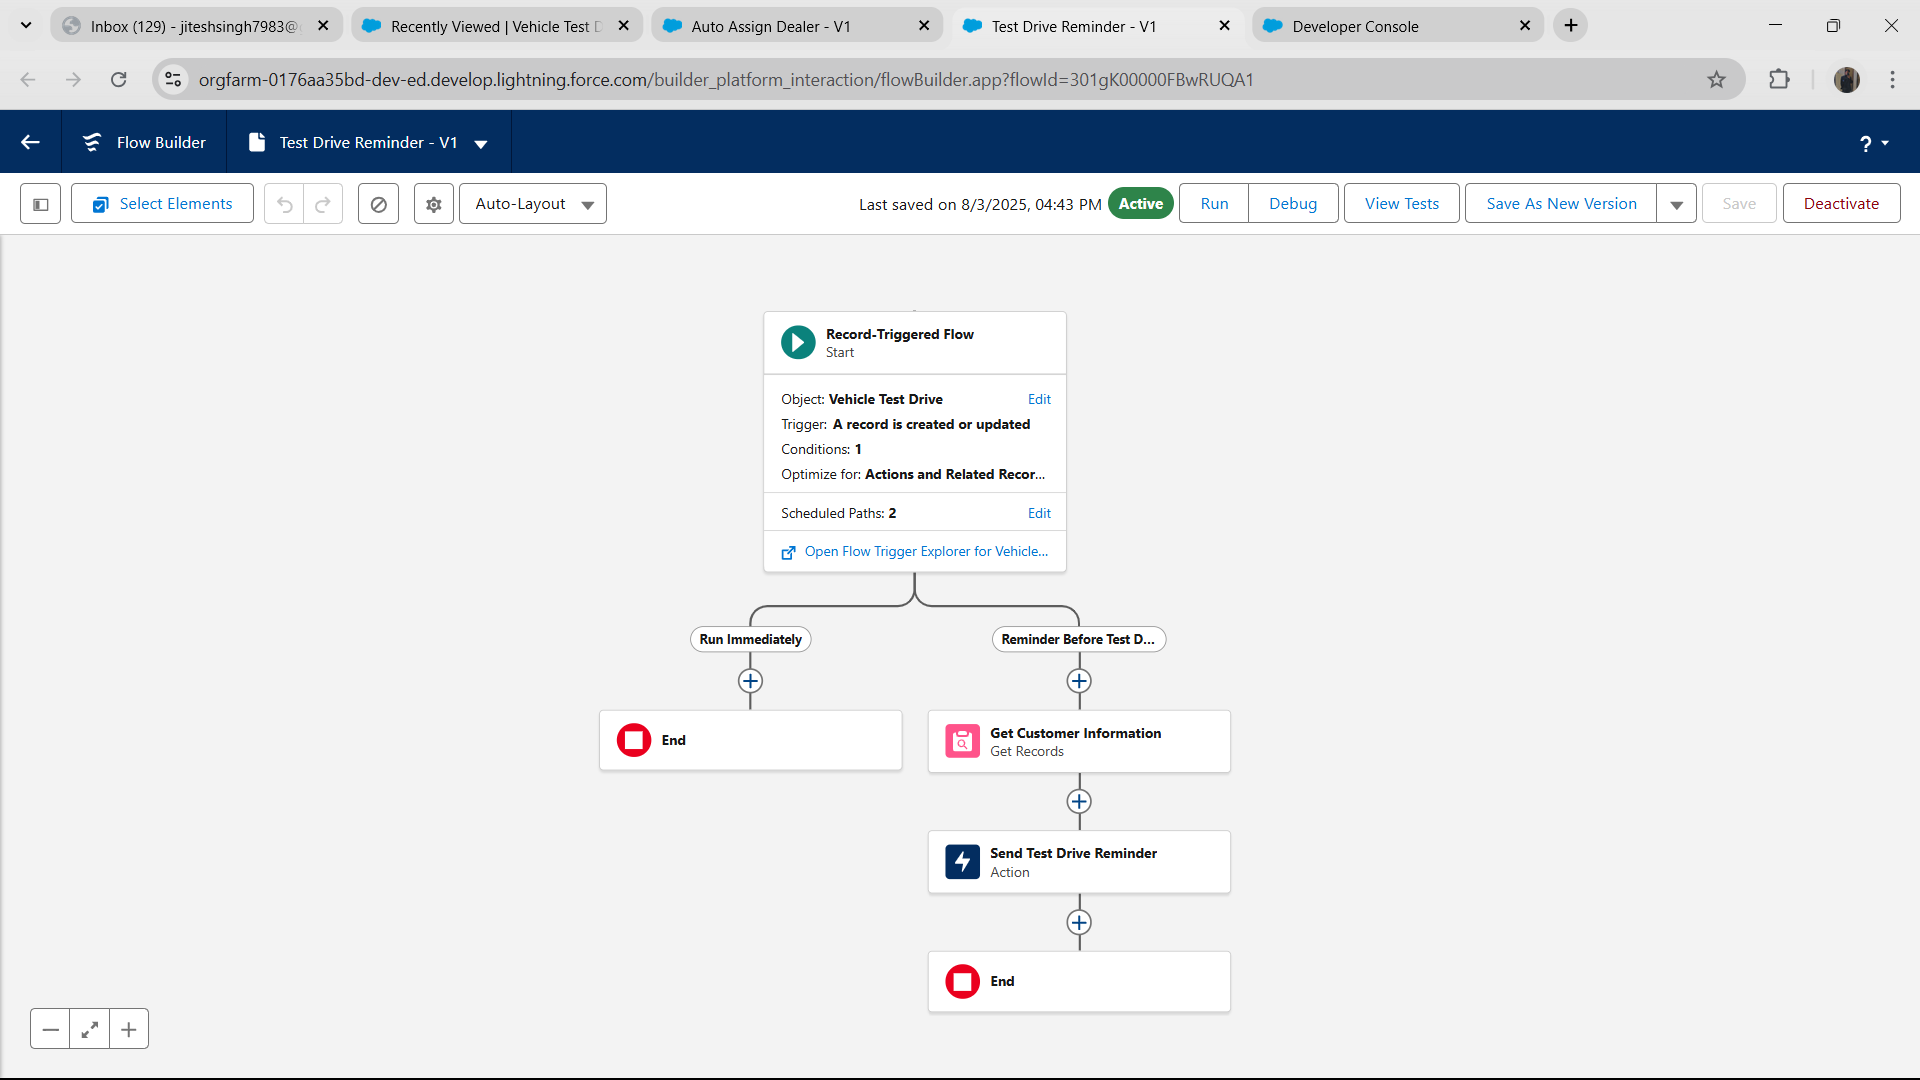 Inbox (129) - jiteshsingh7983@g
Recently Viewed | Vehicle Test D
Auto Assign Dealer - V1
Test Drive Reminder - V1
Developer Console
orgfarm-0176aa35bd-dev-ed.develop.lightning.force.com/builder_platform_interaction/flowBuilder.app?flowId=301gK00000FBwRUQA1
Flow Builder
Test Drive Reminder - V1
?
Select Elements
Auto-Layout
Last saved on 8/3/2025, 04:43 PM
Active
Run
Debug
View Tests
Save As New Version
Save
Deactivate
Record-Triggered Flow
Start
Object: Vehicle Test Drive
Edit
Trigger: A record is created or updated
Conditions: 1
Optimize for: Actions and Related Recor...
Scheduled Paths: 2
Edit
Open Flow Trigger Explorer for Vehicle...
Run Immediately
Reminder Before Test D...
End
Get Customer Information
Get Records
Send Test Drive Reminder
Action
End